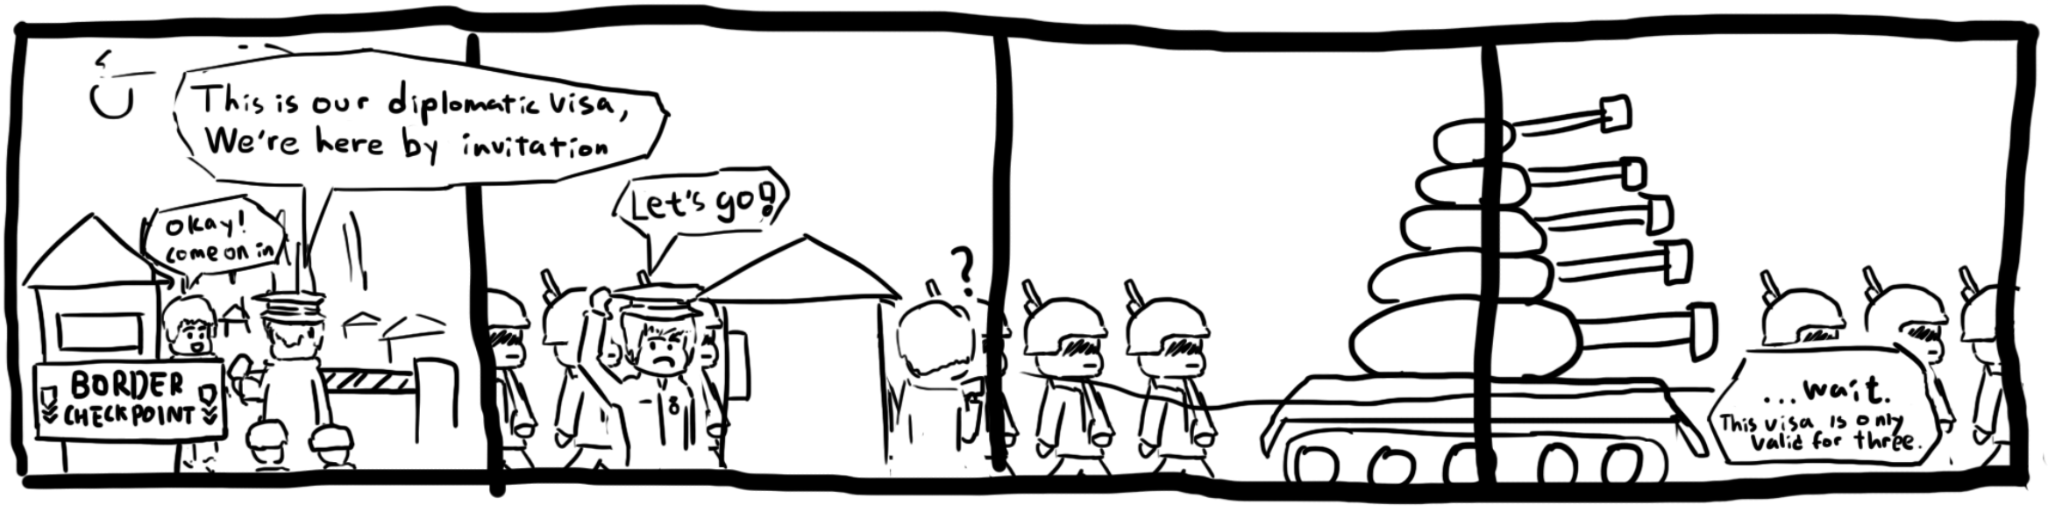 This is our diplomatic visa,
We're here by invitation
okay!
come on in
BORDER
CHECKPOINT
Let's go!
?
...wait.
This visa is only
valid for three.